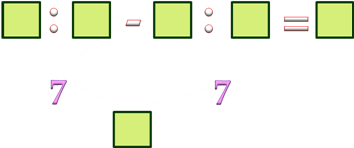 □ : □ - □ : □ = □
7 7
□